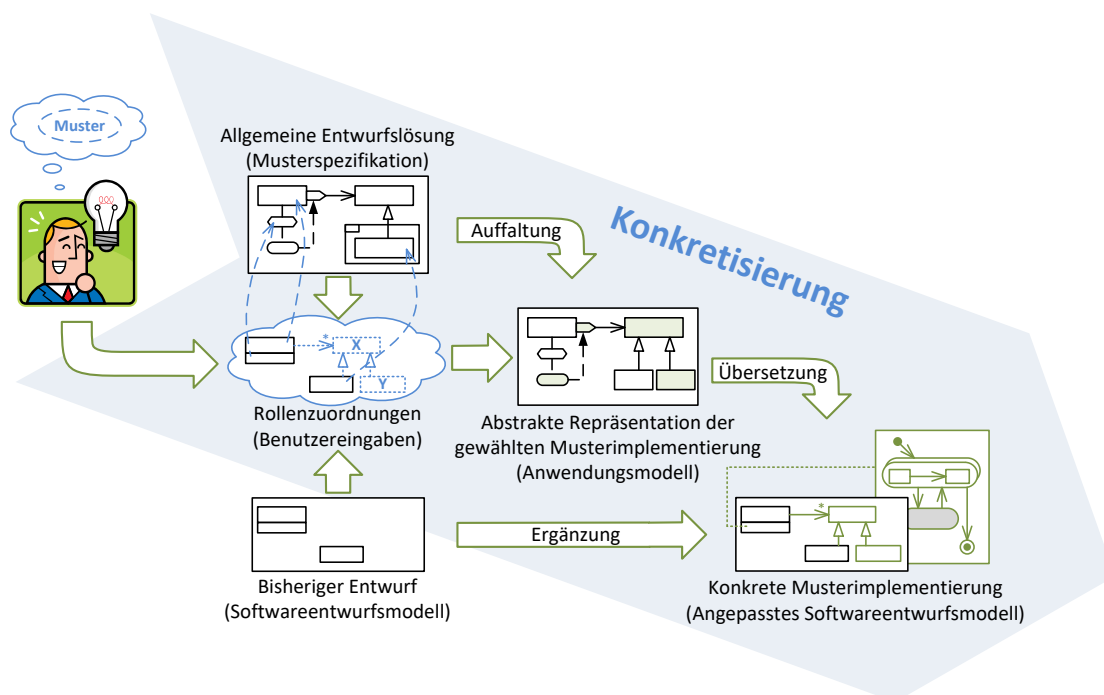 Muster
Allgemeine Entwurfslösung
(Musterspezifikation)
Auffaltung
Konkretisierung
*
X
Y
Rollenzuordnungen
(Benutzereingaben)
Übersetzung
Abstrakte Repräsentation der
gewählten Musterimplementierung
(Anwendungsmodell)
Ergänzung
*
Bisheriger Entwurf
(Softwareentwurfsmodell)
Konkrete Musterimplementierung
(Angepasstes Softwareentwurfsmodell)